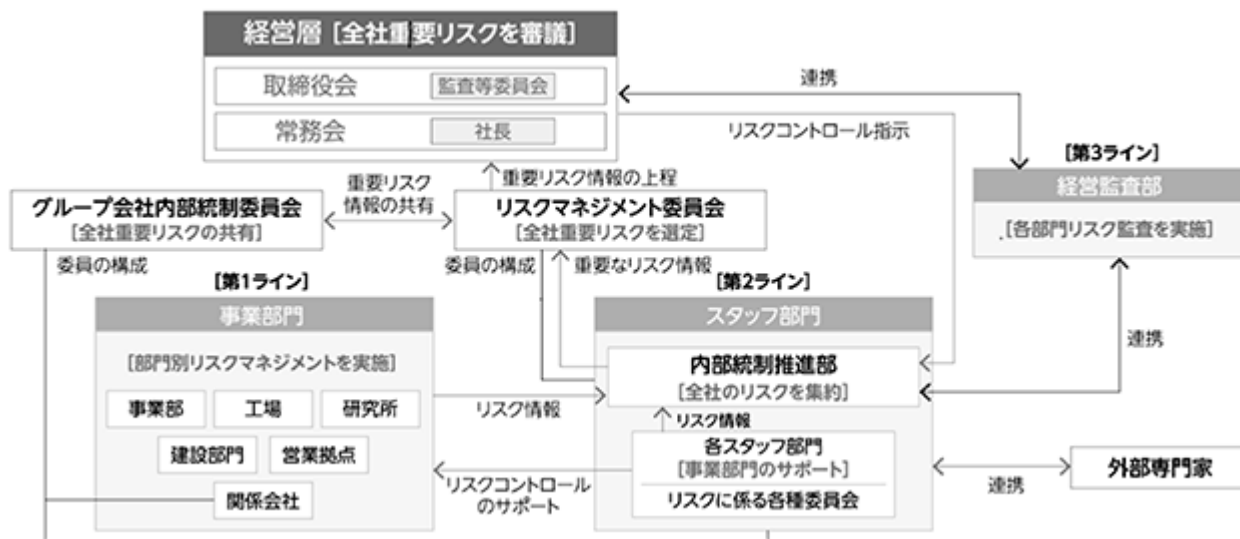 経営層 [全社重要リスクを審議]
取締役会
監査等委員会
常務会
社長
連携
リスクコントロール指示
[第3ライン]
経営監査部
[各部門リスク監査を実施]
重要リスク
情報の共有
重要リスク情報の上程
グループ会社内部統制委員会
[全社重要リスクの共有]
リスクマネジメント委員会
[全社重要リスクを選定]
委員の構成
委員の構成
重要なリスク情報
[第1ライン]
事業部門
[部門別リスクマネジメントを実施]
事業部
工場
研究所
建設部門
営業拠点
関係会社
リスク情報
リスクコントロール
のサポート
[第2ライン]
スタッフ部門
内部統制推進部
[全社のリスクを集約]
リスク情報
各スタッフ部門
[事業部門のサポート]
リスクに係る各種委員会
連携
連携
外部専門家